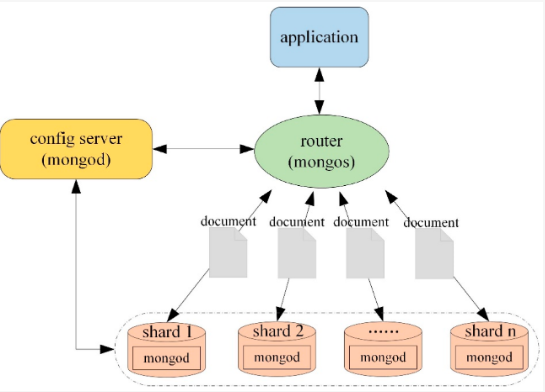 application
config server
(mongod)
router
(mongos)
document
document
document
document
shard 1
shard 2
······
shard n
mongod
mongod
mongod
mongod